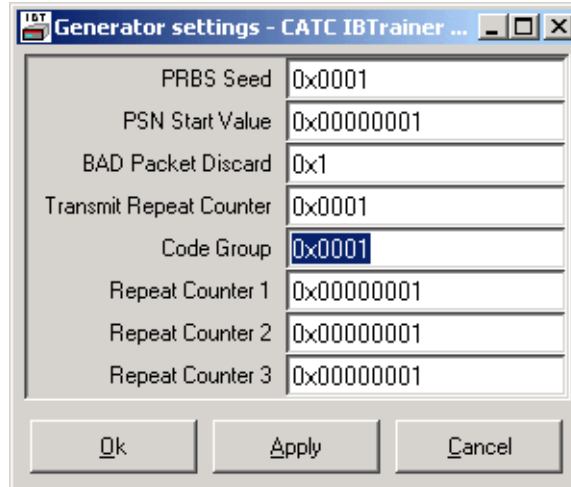 IBT
Generator settings - CATC IBTrainer ...
PRBS Seed 0x0001
PSN Start Value 0x00000001
BAD Packet Discard 0x1
Transmit Repeat Counter 0x0001
Code Group 0x0001
Repeat Counter 1 0x00000001
Repeat Counter 2 0x00000001
Repeat Counter 3 0x00000001
Ok Apply Cancel